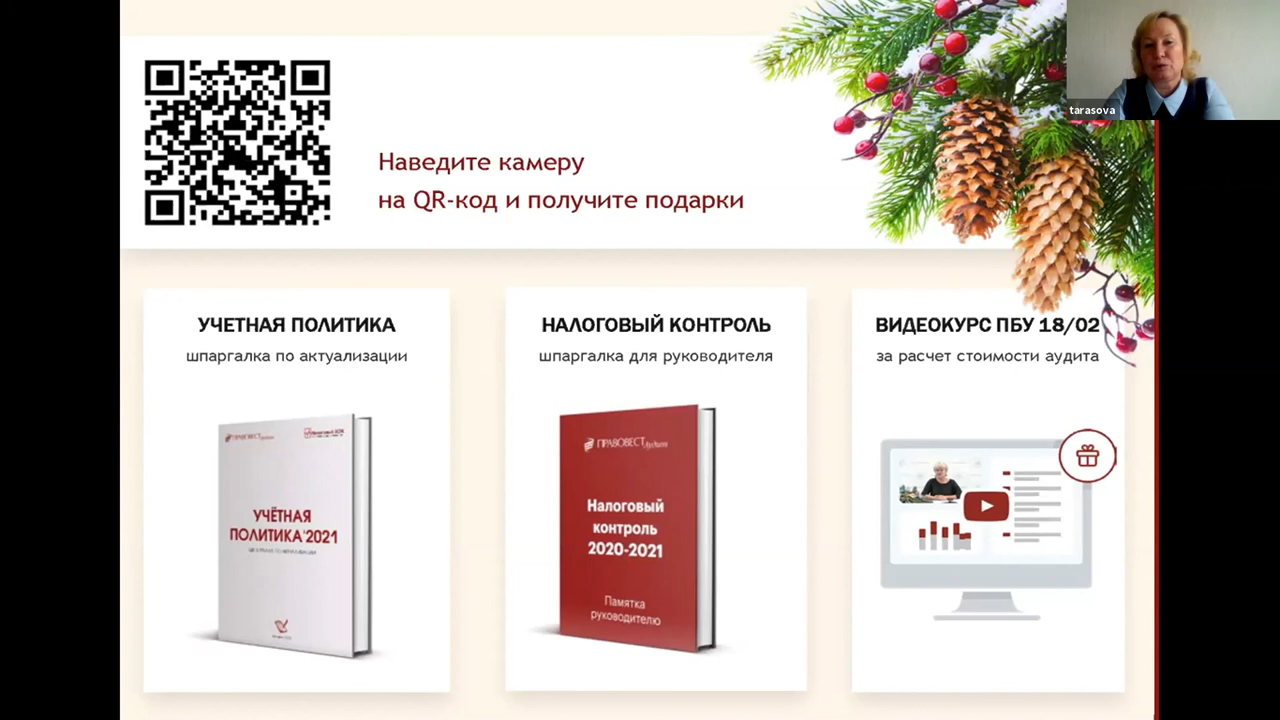 tarasova
Наведите камеру
на QR-код и получите подарки
УЧЕТНАЯ ПОЛИТИКА
шпаргалка по актуализации
ПРАВОВЕСТ
УЧЁТНАЯ
ПОЛИТИКА'2021
НАЛОГОВЫЙ КОНТРОЛЬ
шпаргалка для руководителя
ПРАВОВЕСТ Аудит
Налоговый
контроль
2020-2021
Памятка
руководителю
ВИДЕОКУРС ПБУ 18/02
за расчет стоимости аудита